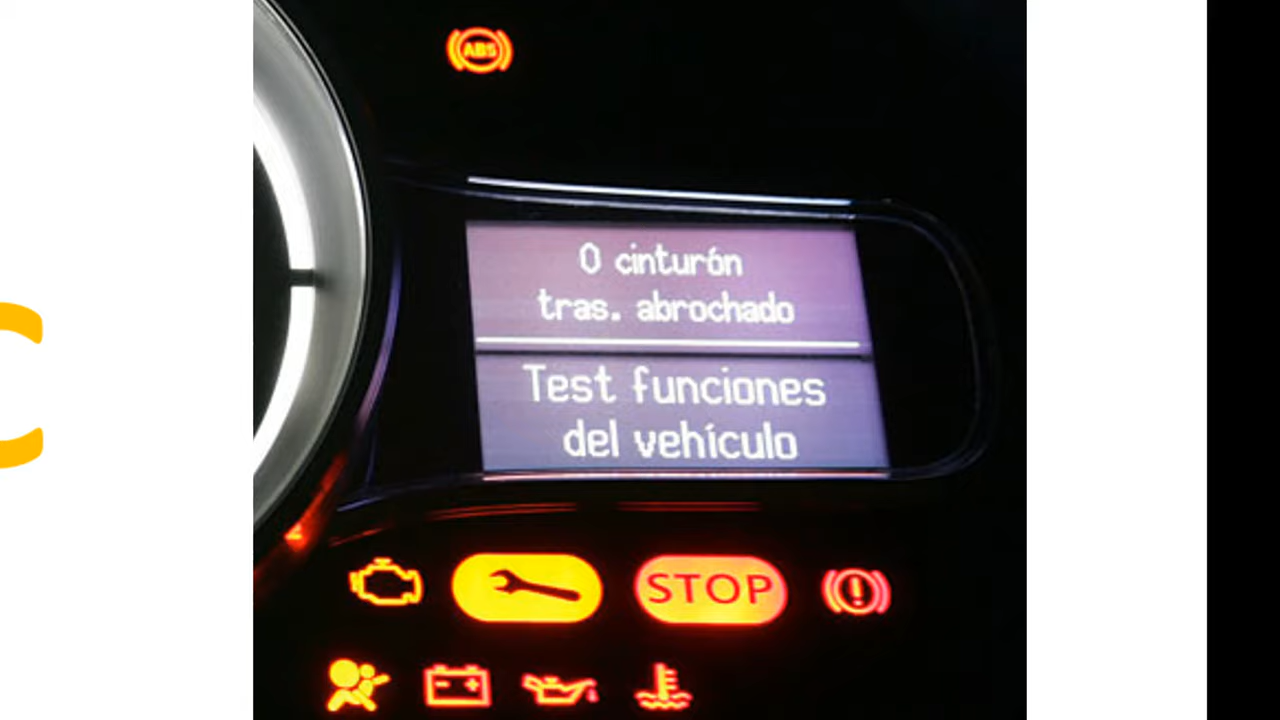 C
ABS
0 cinturón
tras. abrochado
Test funciones
del vehículo
STOP